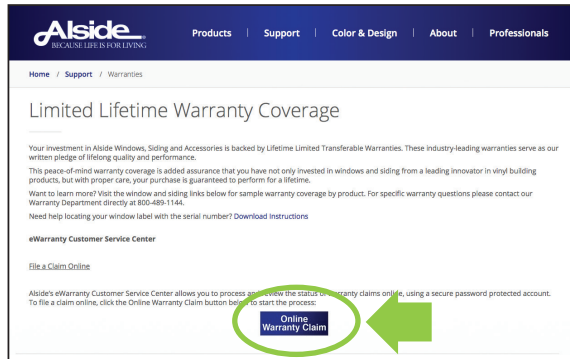 Alside
BECAUSE LIFE IS FOR LIVING
Products | Support | Color & Design | About | Professionals
Home / Support / Warranties
Limited Lifetime Warranty Coverage
Your investment in Alside Windows, Siding and Accessories is backed by Lifetime Limited Transferable Warranties. These industry-leading warranties serve as our
written pledge of lifelong quality and performance.
This peace-of-mind warranty coverage is added assurance that you have not only invested in windows and siding from a leading innovator in vinyl building
products, but with proper care, your purchase is guaranteed to perform for a lifetime.
Want to learn more? Visit the window and siding links below for sample warranty coverage by product. For specific warranty questions please contact our
Warranty Department directly at 800-489-1144.
Need help locating your window label with the serial number? Download Instructions
eWarranty Customer Service Center
File a Claim Online
Alside's eWarranty Customer Service Center allows you to process and review the status of warranty claims online, using a secure password protected account.
To file a claim online, click the Online Warranty Claim button below to start the process:
Online
Warranty Claim